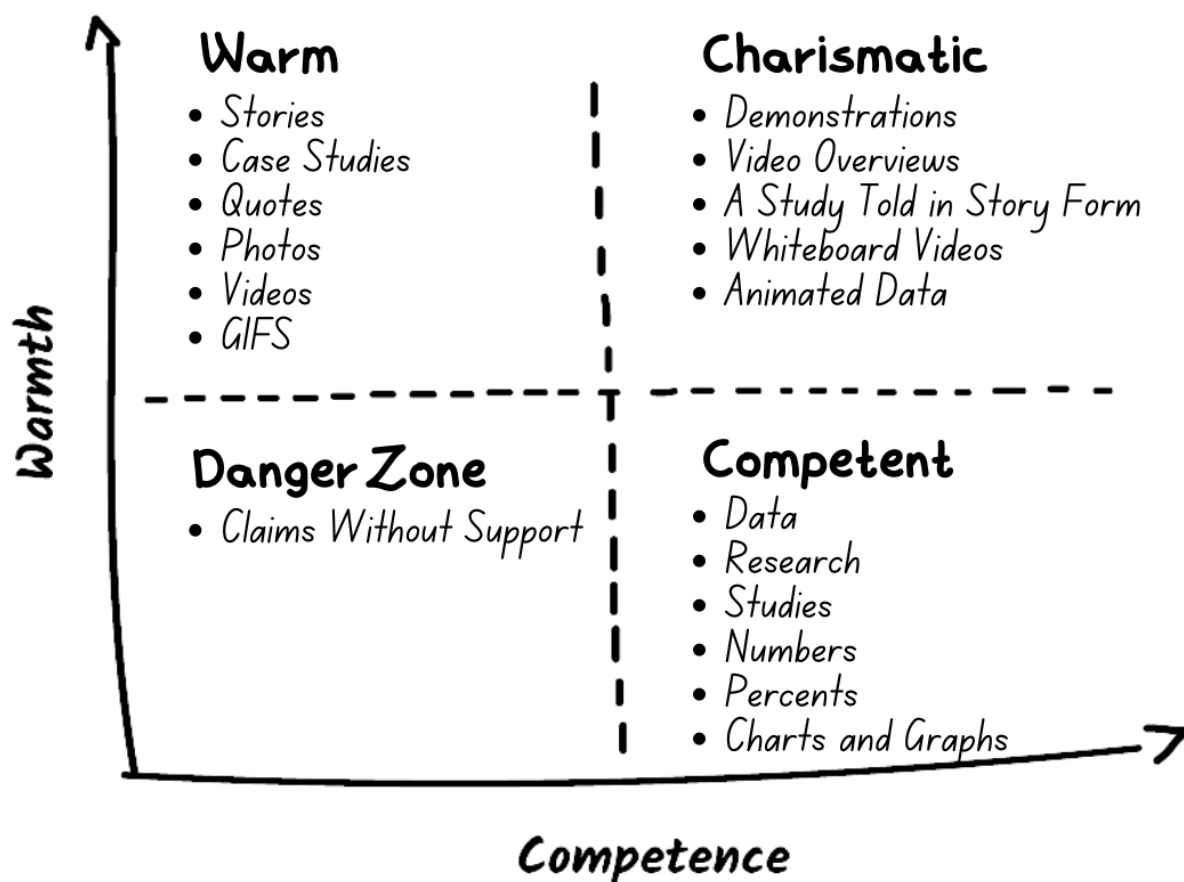 Warm
• Stories
• Case Studies
• Quotes
• Photos
• Videos
• GIFS
Charismatic
• Demonstrations
• Video Overviews
• A Study Told in Story Form
• Whiteboard Videos
• Animated Data
Warmth
Danger Zone
• Claims Without Support
Competent
• Data
• Research
• Studies
• Numbers
• Percents
• Charts and Graphs
Competence